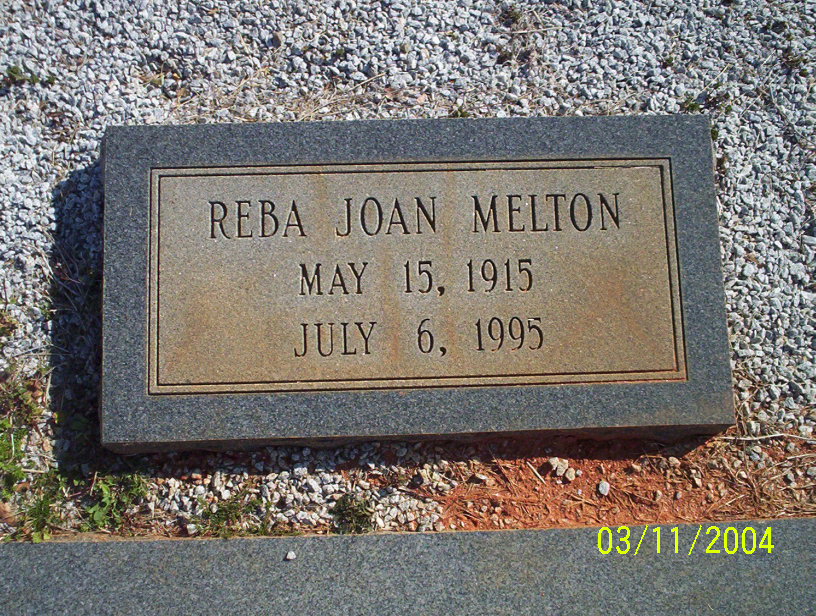 REBA JOAN MELTON
MAY 15, 1915
JULY 6, 1995
03/11/2004